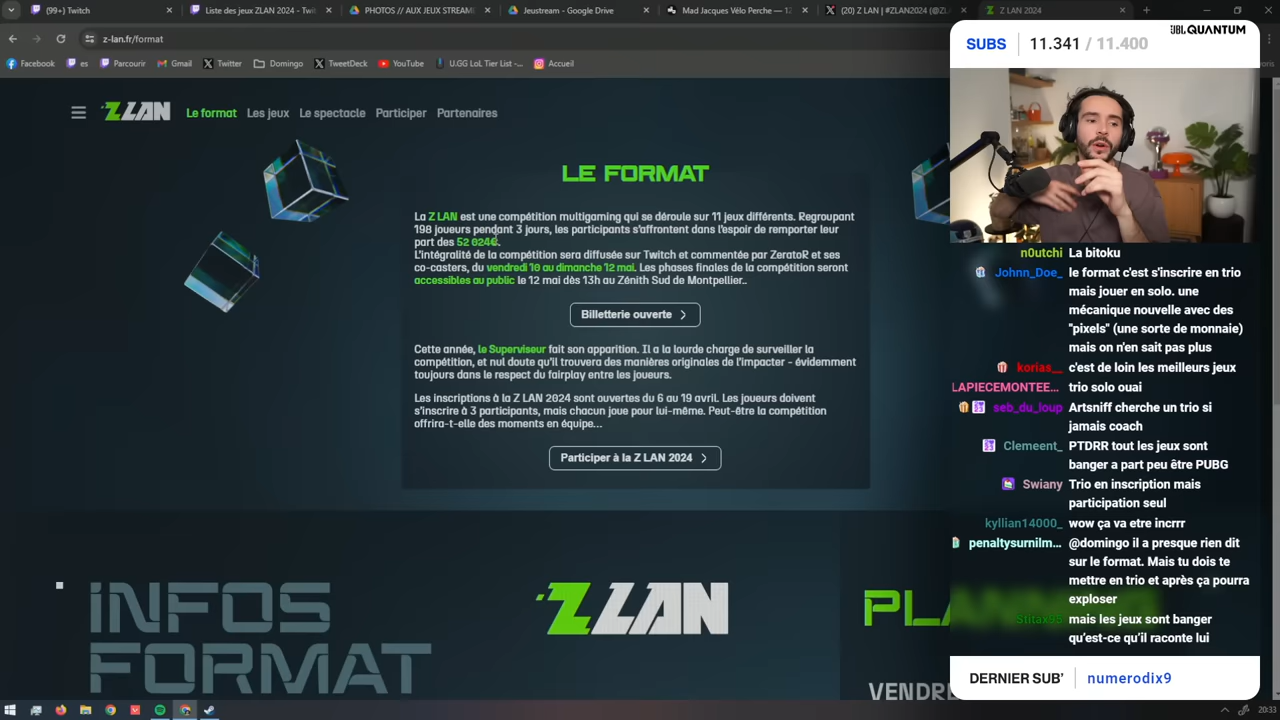 (99+) Twitch
Liste des jeux ZLAN 2024 - Twit
PHOTOS // AUX JEUX STREAM
Jeustream - Google Drive
Mad Jacques Vélo Perche — 12
(20) Z LAN | #ZLAN2024 (@ZL
Z LAN 2024
z-lan.fr/format
Facebook
es
Parcourir
Gmail
Twitter
Domingo
TweetDeck
YouTube
U.GG LoL Tier List -...
Accueil
ZLAN
Le format
Les jeux
Le spectacle
Participer
Partenaires
LE FORMAT
La Z LAN est une compétition multigaming qui se déroule sur 11 jeux différents. Regroupant
198 joueurs pendant 3 jours, les participants s'affrontent dans l'espoir de remporter leur
part des 52 024€.
L'intégralité de la compétition sera diffusée sur Twitch et commentée par ZeratoR et ses
co-casters, du vendredi 10 au dimanche 12 mai. Les phases finales de la compétition seront
accessibles au public le 12 mai dès 13h au Zénith Sud de Montpellier..
Billetterie ouverte
Cette année, le Superviseur fait son apparition. Il a la lourde charge de surveiller la
compétition, et nul doute qu'il trouvera des manières originales de l'impacter - évidemment
toujours dans le respect du fairplay entre les joueurs.
Les inscriptions à la Z LAN 2024 sont ouvertes du 6 au 19 avril. Les joueurs doivent
s'inscrire à 3 participants, mais chacun joue pour lui-même. Peut-être la compétition
offrira-t-elle des moments en équipe...
Participer à la Z LAN 2024
INFOS
FORMAT
ZLAN
VENDRE
JBL QUANTUM
SUBS 11.341 / 11.400
n0utchi La bitoku
Johnn_Doe_ le format c'est s'inscrire en trio
mais jouer en solo. une
mécanique nouvelle avec des
"pixels" (une sorte de monnaie)
mais on n'en sait pas plus
korias__ c'est de loin les meilleurs jeux
LAPIECEMONTEE... trio solo ouai
seb_du_loup Artsniff cherche un trio si
jamais coach
Clemeent_ PTDRR tout les jeux sont
banger a part peu être PUBG
Swiany Trio en inscription mais
participation seul
kyllian14000_ wow ça va etre incrrr
penaltysurnilm... @domingo il a presque rien dit
sur le format. Mais tu dois te
mettre en trio et après ça pourra
exploser
Stitax95 mais les jeux sont banger
qu'est-ce qu'il raconte lui
DERNIER SUB' numerodix9
20:33